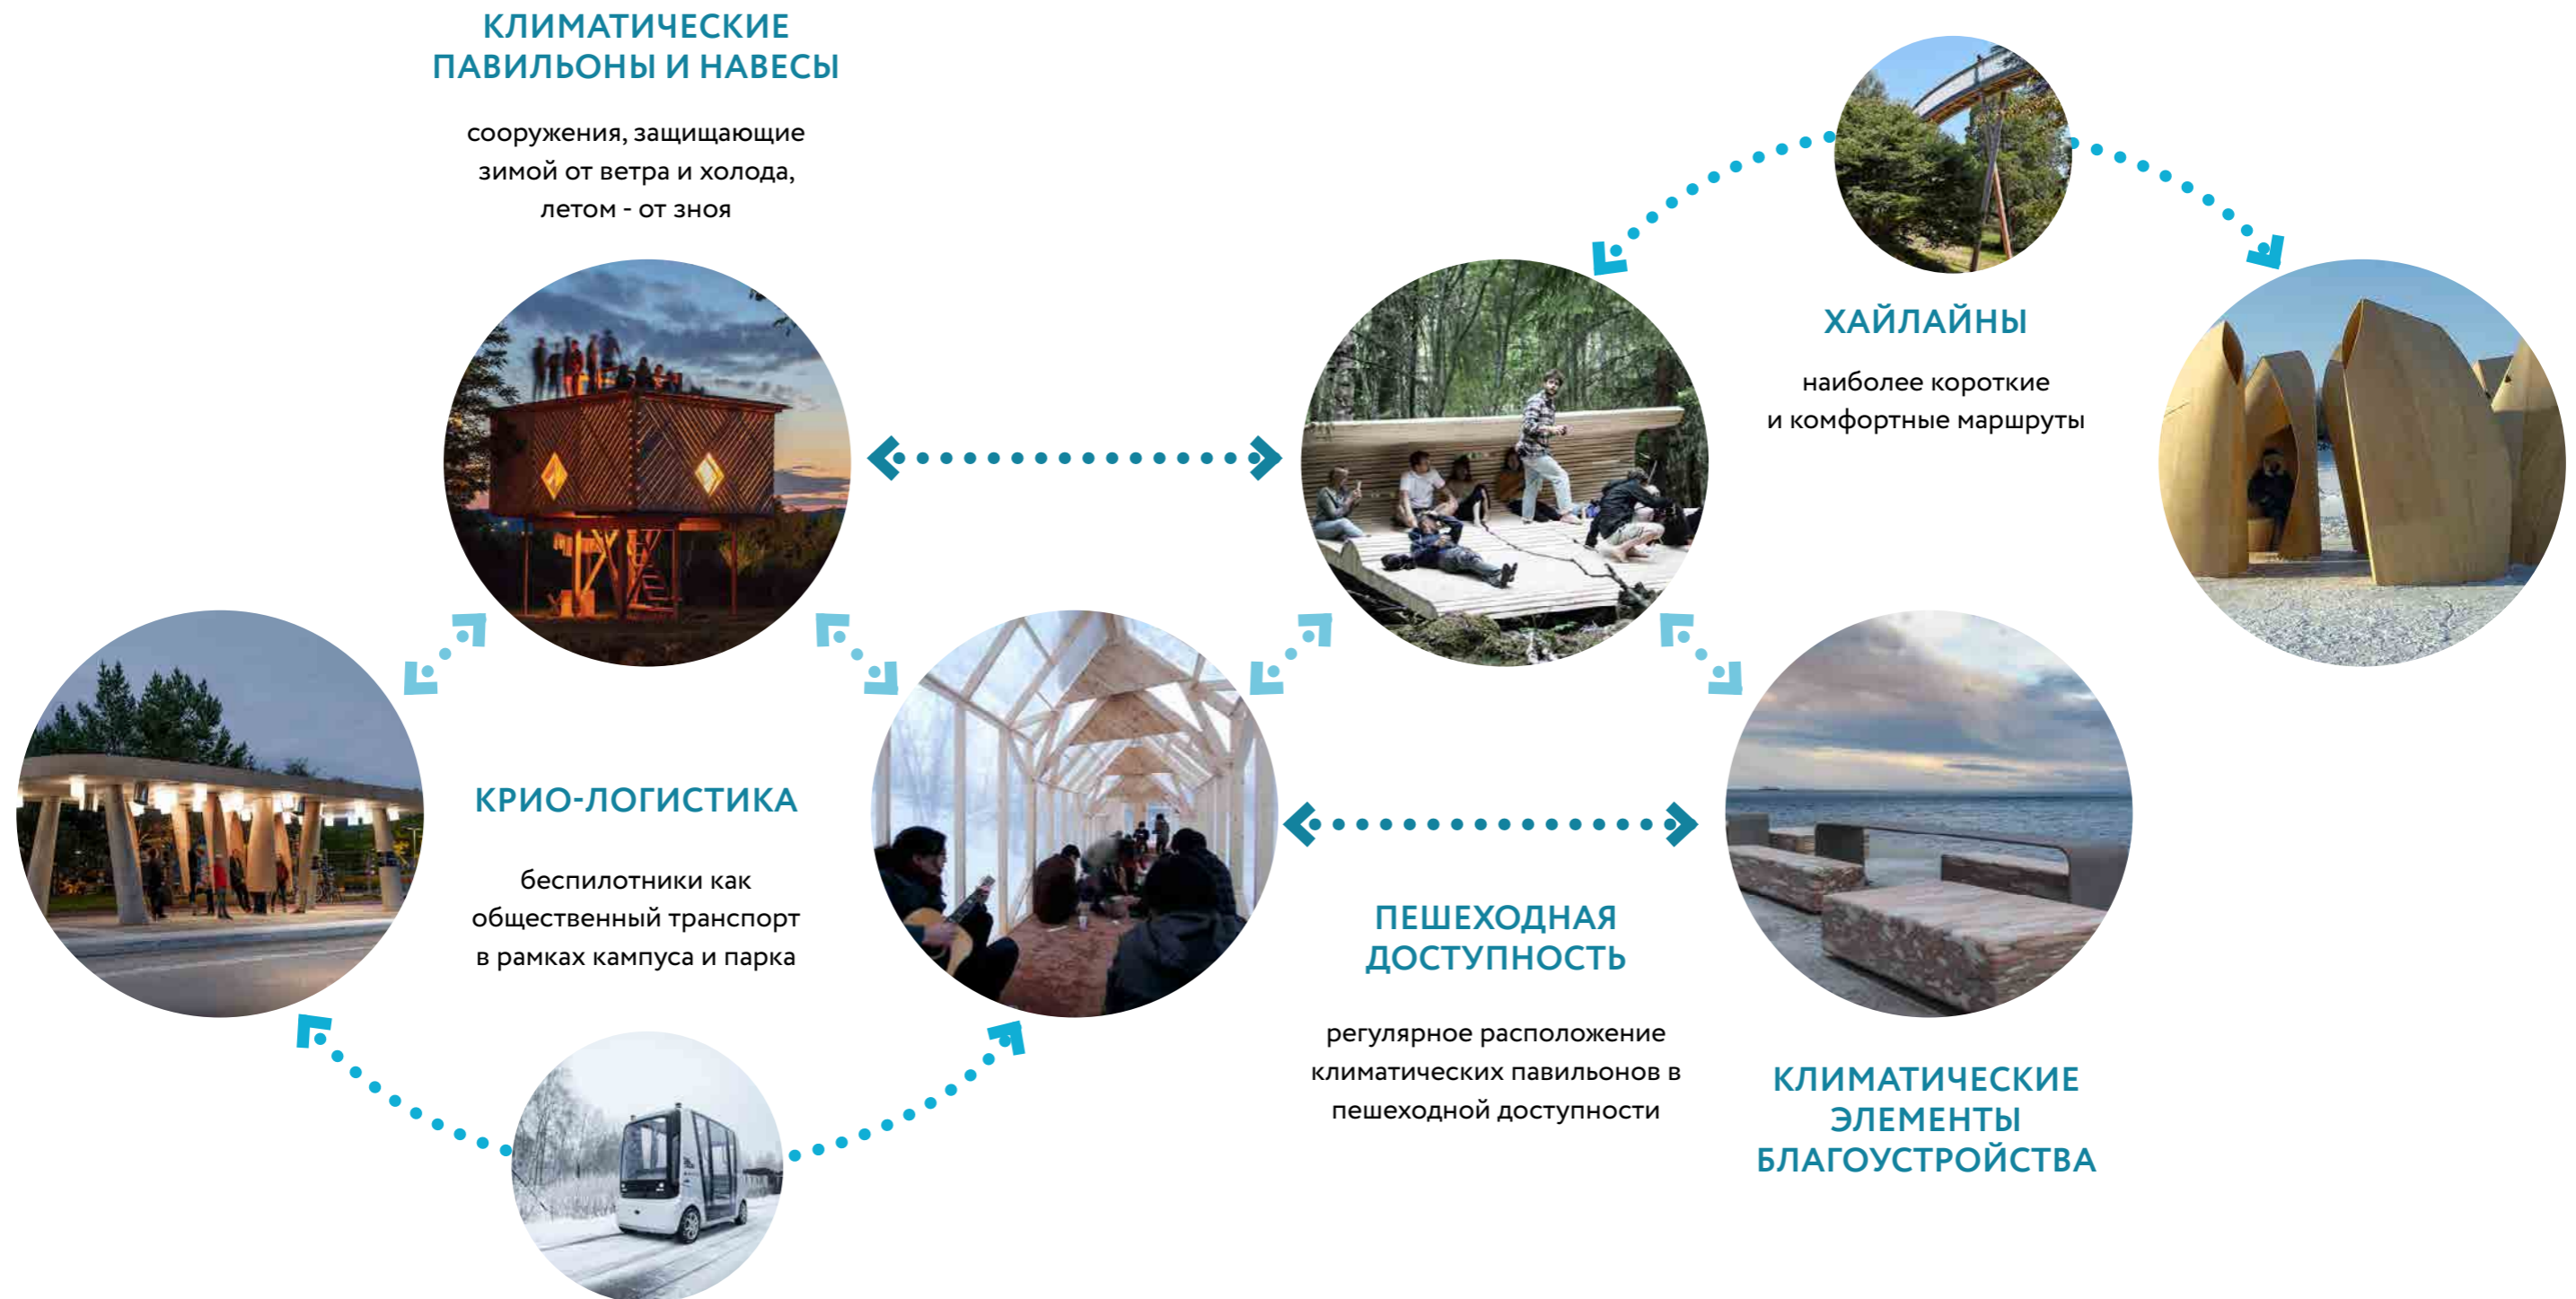 КЛИМАТИЧЕСКИЕ
ПАВИЛЬОНЫ И НАВЕСЫ
сооружения, защищающие
зимой от ветра и холода,
летом - от зноя
ХАЙЛАЙНЫ
наиболее короткие
и комфортные маршруты
КРИО-ЛОГИСТИКА
беспилотники как
общественный транспорт
в рамках кампуса и парка
ПЕШЕХОДНАЯ
ДОСТУПНОСТЬ
регулярное расположение
климатических павильонов в
пешеходной доступности
КЛИМАТИЧЕСКИЕ
ЭЛЕМЕНТЫ
БЛАГОУСТРОЙСТВА